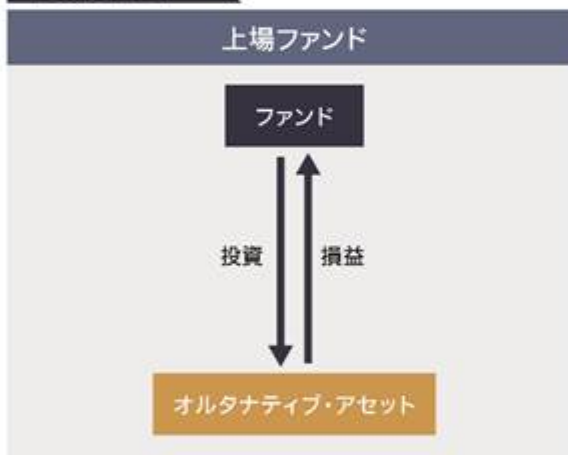 上場ファンド
ファンド
投資
損益
オルタナティブ・アセット